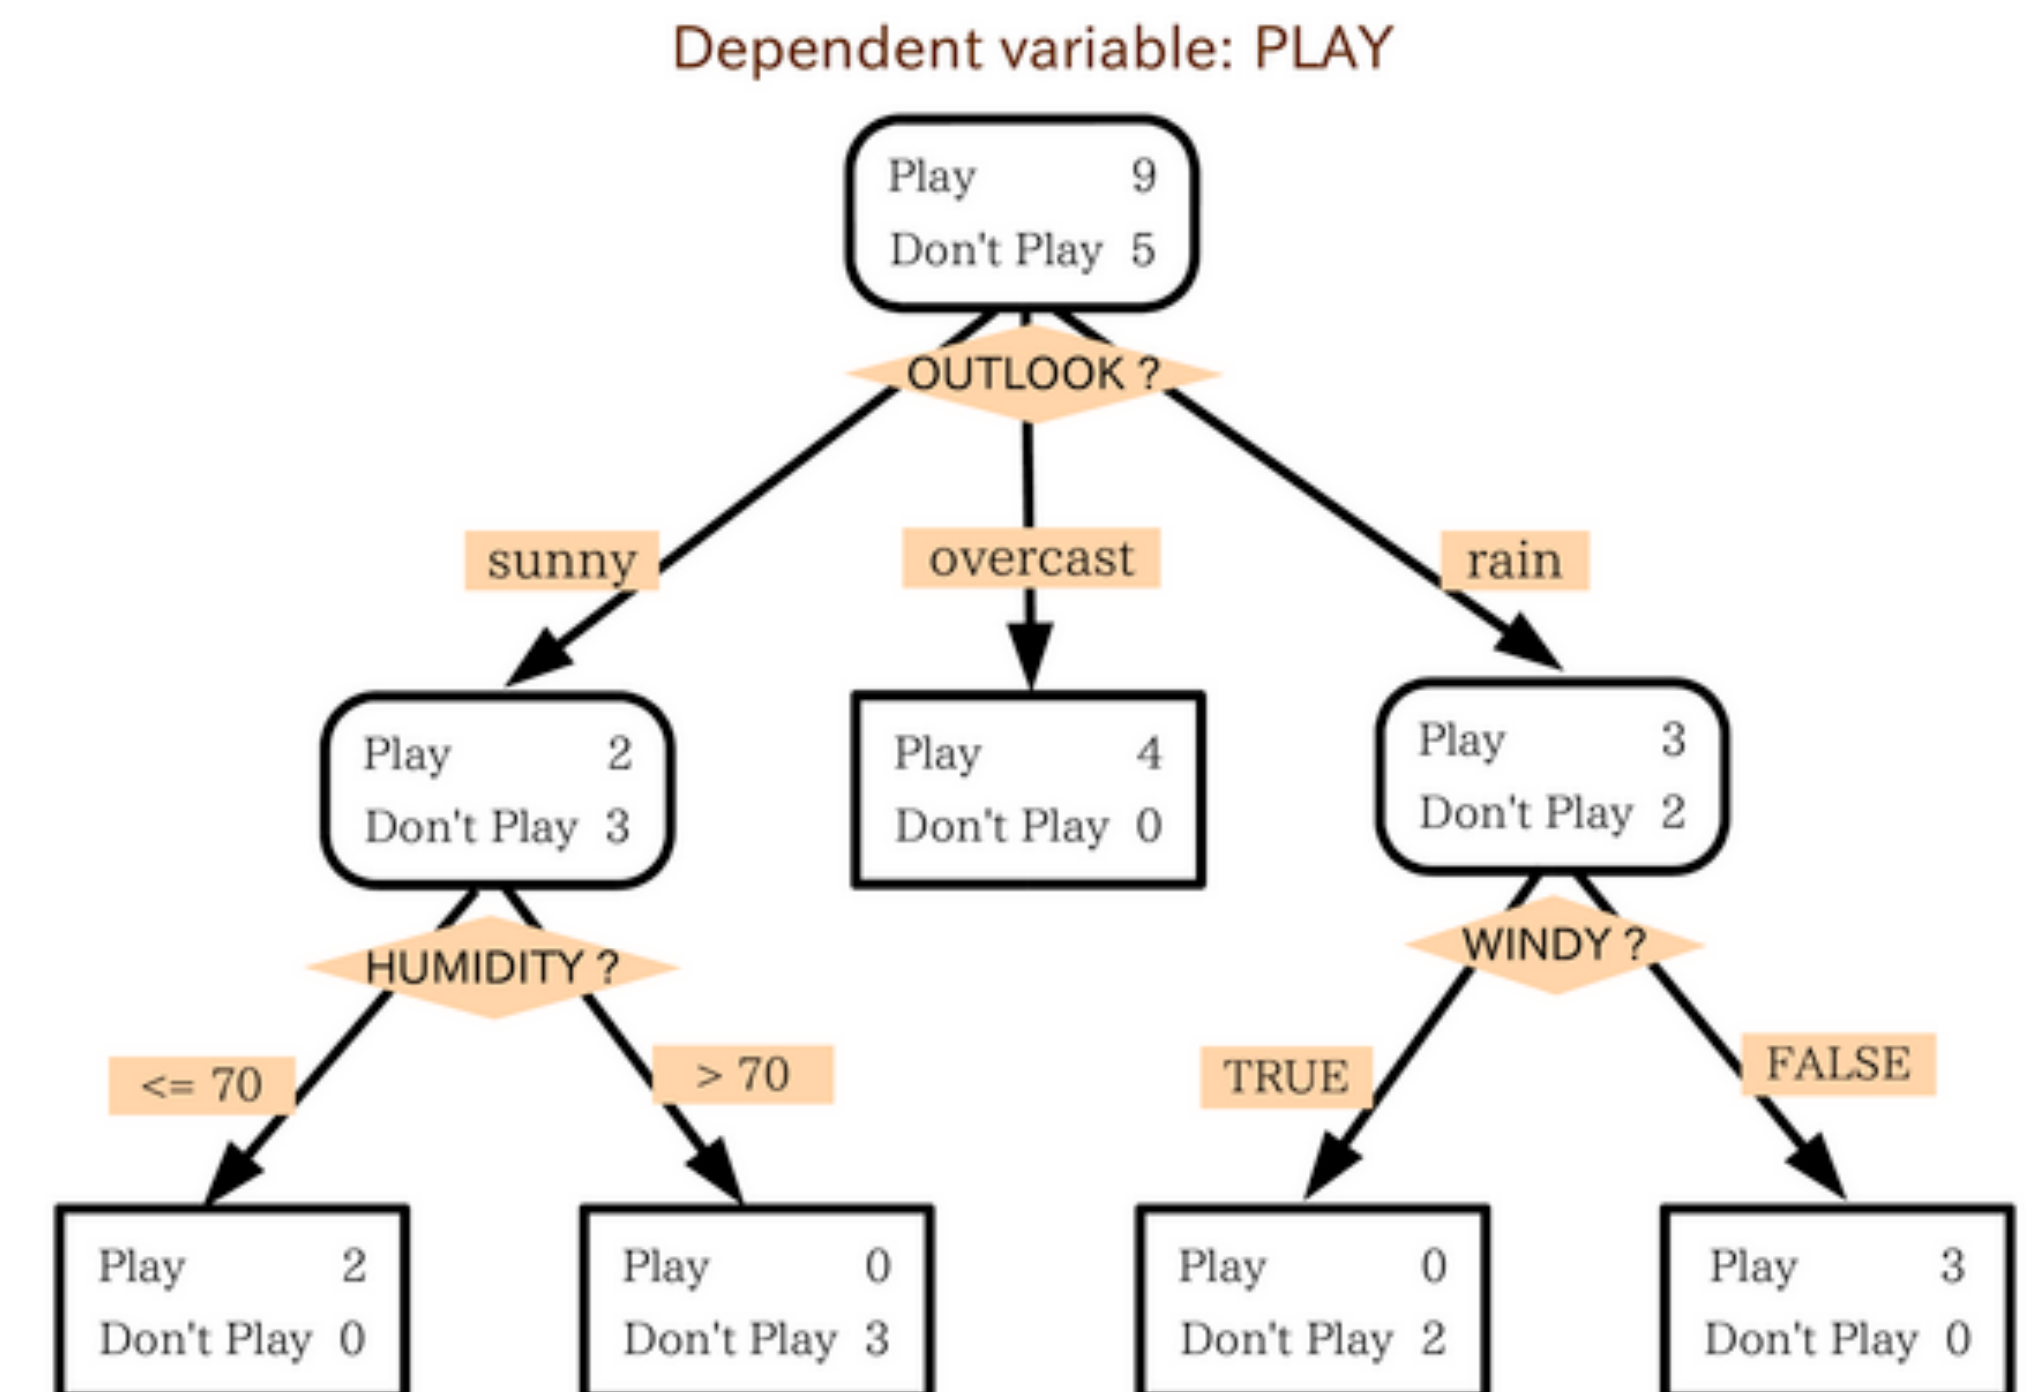 Dependent variable: PLAY
Play 9
Don't Play 5
OUTLOOK ?
sunny
overcast
rain
Play 2
Don't Play 3
Play 4
Don't Play 0
Play 3
Don't Play 2
HUMIDITY ?
WINDY ?
<= 70
> 70
TRUE
FALSE
Play 2
Don't Play 0
Play 0
Don't Play 3
Play 0
Don't Play 2
Play 3
Don't Play 0